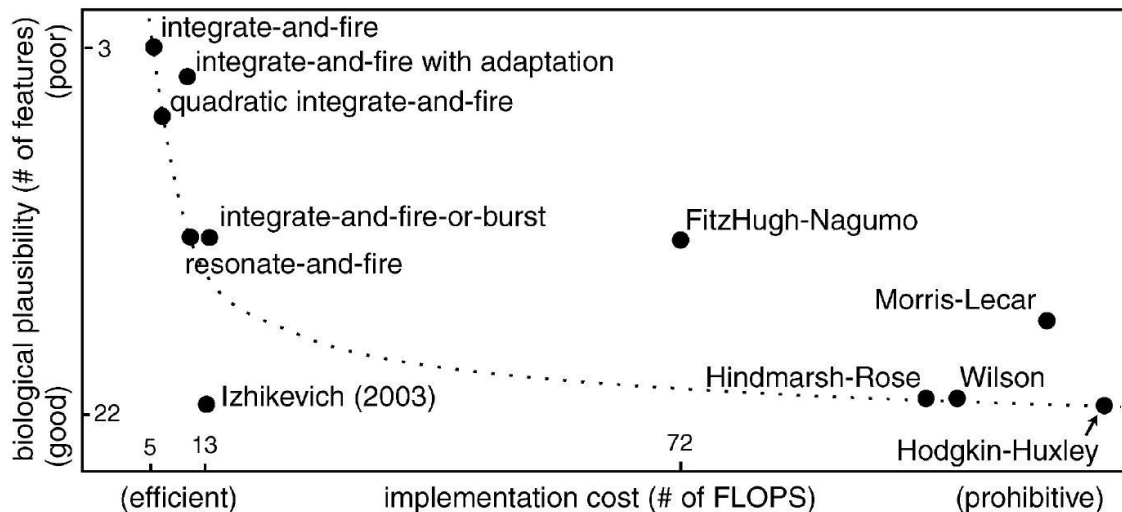 biological plausibility (# of features)
(good)
(poor)
3
22
integrate-and-fire
integrate-and-fire with adaptation
quadratic integrate-and-fire
integrate-and-fire-or-burst
resonate-and-fire
FitzHugh-Nagumo
Morris-Lecar
Hindmarsh-Rose
Wilson
Izhikevich (2003)
Hodgkin-Huxley
5
13
72
(efficient)
implementation cost (# of FLOPS)
(prohibitive)